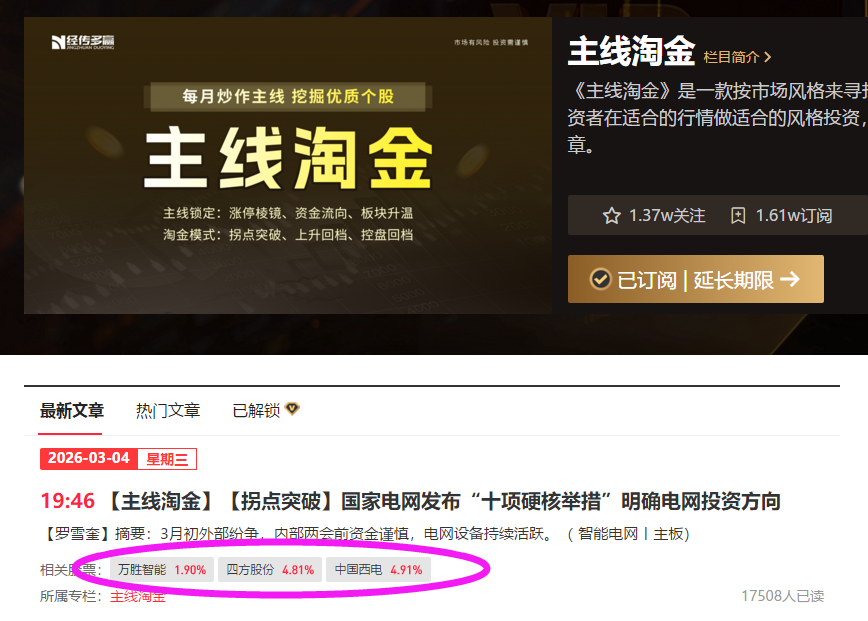 经传多赢
JINGZHUAN DUOYING
市场有风险 投资需谨慎
每月炒作主线 挖掘优质个股
主线淘金
主线锁定：涨停棱镜、资金流向、板块升温
淘金模式：拐点突破、上升回档、控盘回档
主线淘金 栏目简介 >
《主线淘金》是一款按市场风格来寻
资者在适合的行情做适合的风格投资，
章。
1.37w关注 1.61w订阅
已订阅 | 延长期限 →
最新文章 热门文章 已解锁
2026-03-04 星期三
19:46 【主线淘金】【拐点突破】国家电网发布“十项硬核举措”明确电网投资方向
【罗雪奎】摘要：3月初外部纷争，内部两会前资金谨慎，电网设备持续活跃。（ 智能电网丨主板）
相关股票： 万胜智能 1.90% 四方股份 4.81% 中国西电 4.91%
所属专栏：主线淘金 17508人已读